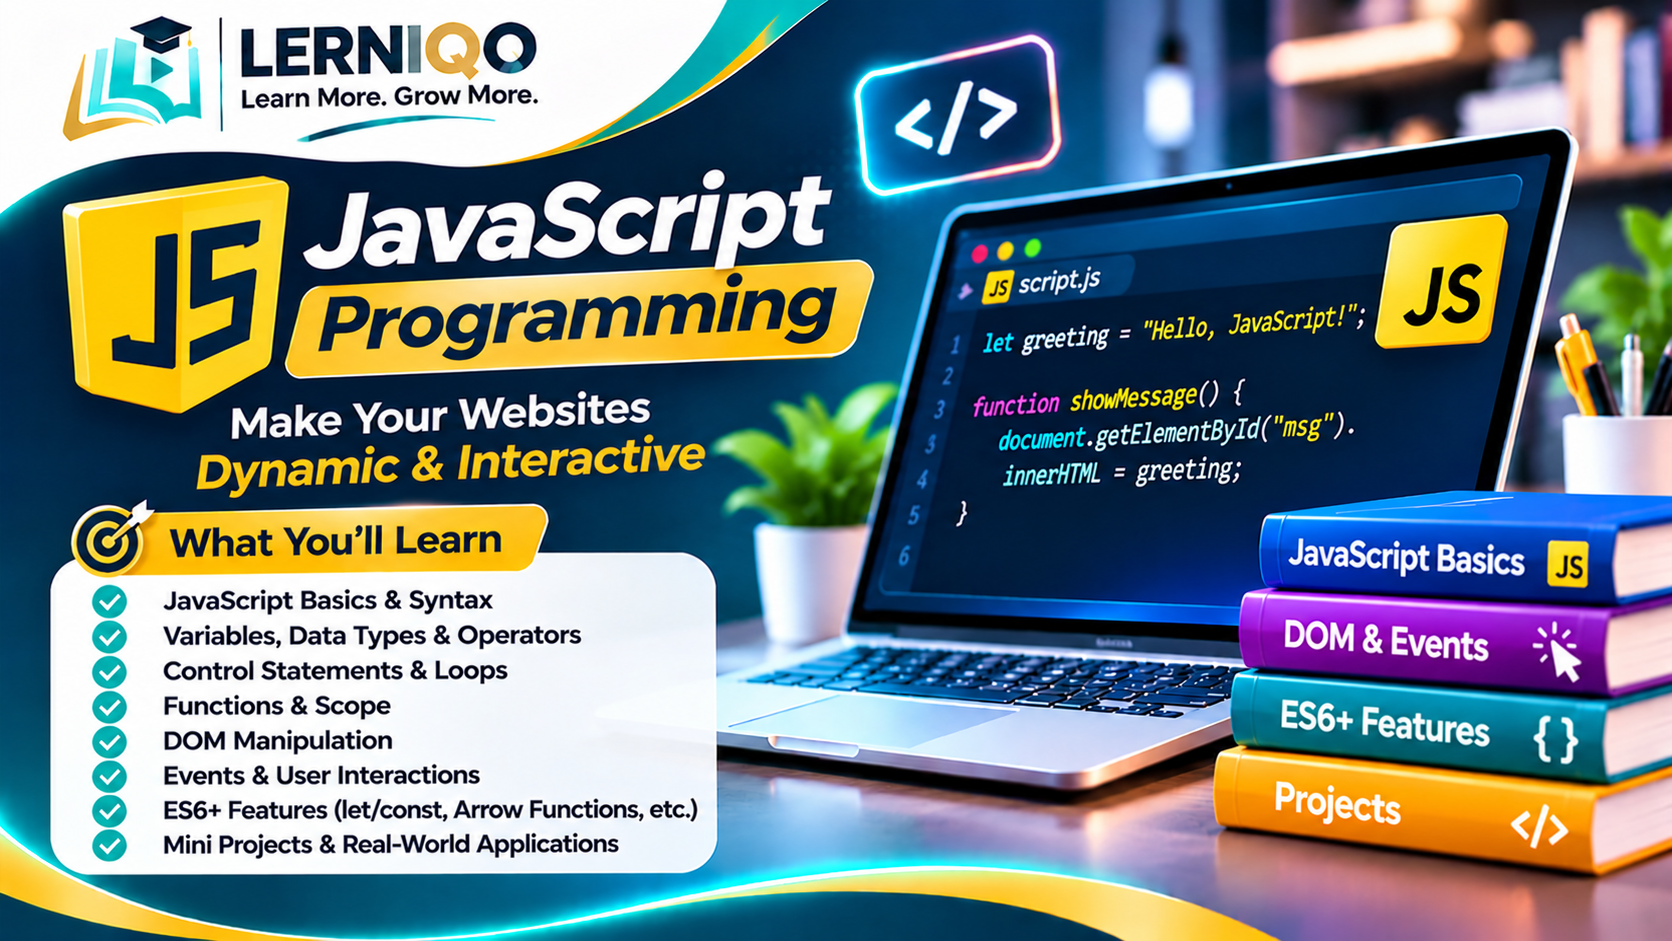 LERNIQO
Learn More. Grow More.
JS
JavaScript
Programming
Make Your Websites
Dynamic & Interactive
What You'll Learn
JavaScript Basics & Syntax
Variables, Data Types & Operators
Control Statements & Loops
Functions & Scope
DOM Manipulation
Events & User Interactions
ES6+ Features (let/const, Arrow Functions, etc.)
Mini Projects & Real-World Applications
</>
JS script.js
JS
1 let greeting = "Hello, JavaScript!";
2
3 function showMessage() {
3 document.getElementById("msg").
4 innerHTML = greeting;
5 }
6
JavaScript Basics JS
DOM & Events
ES6+ Features { }
Projects </>